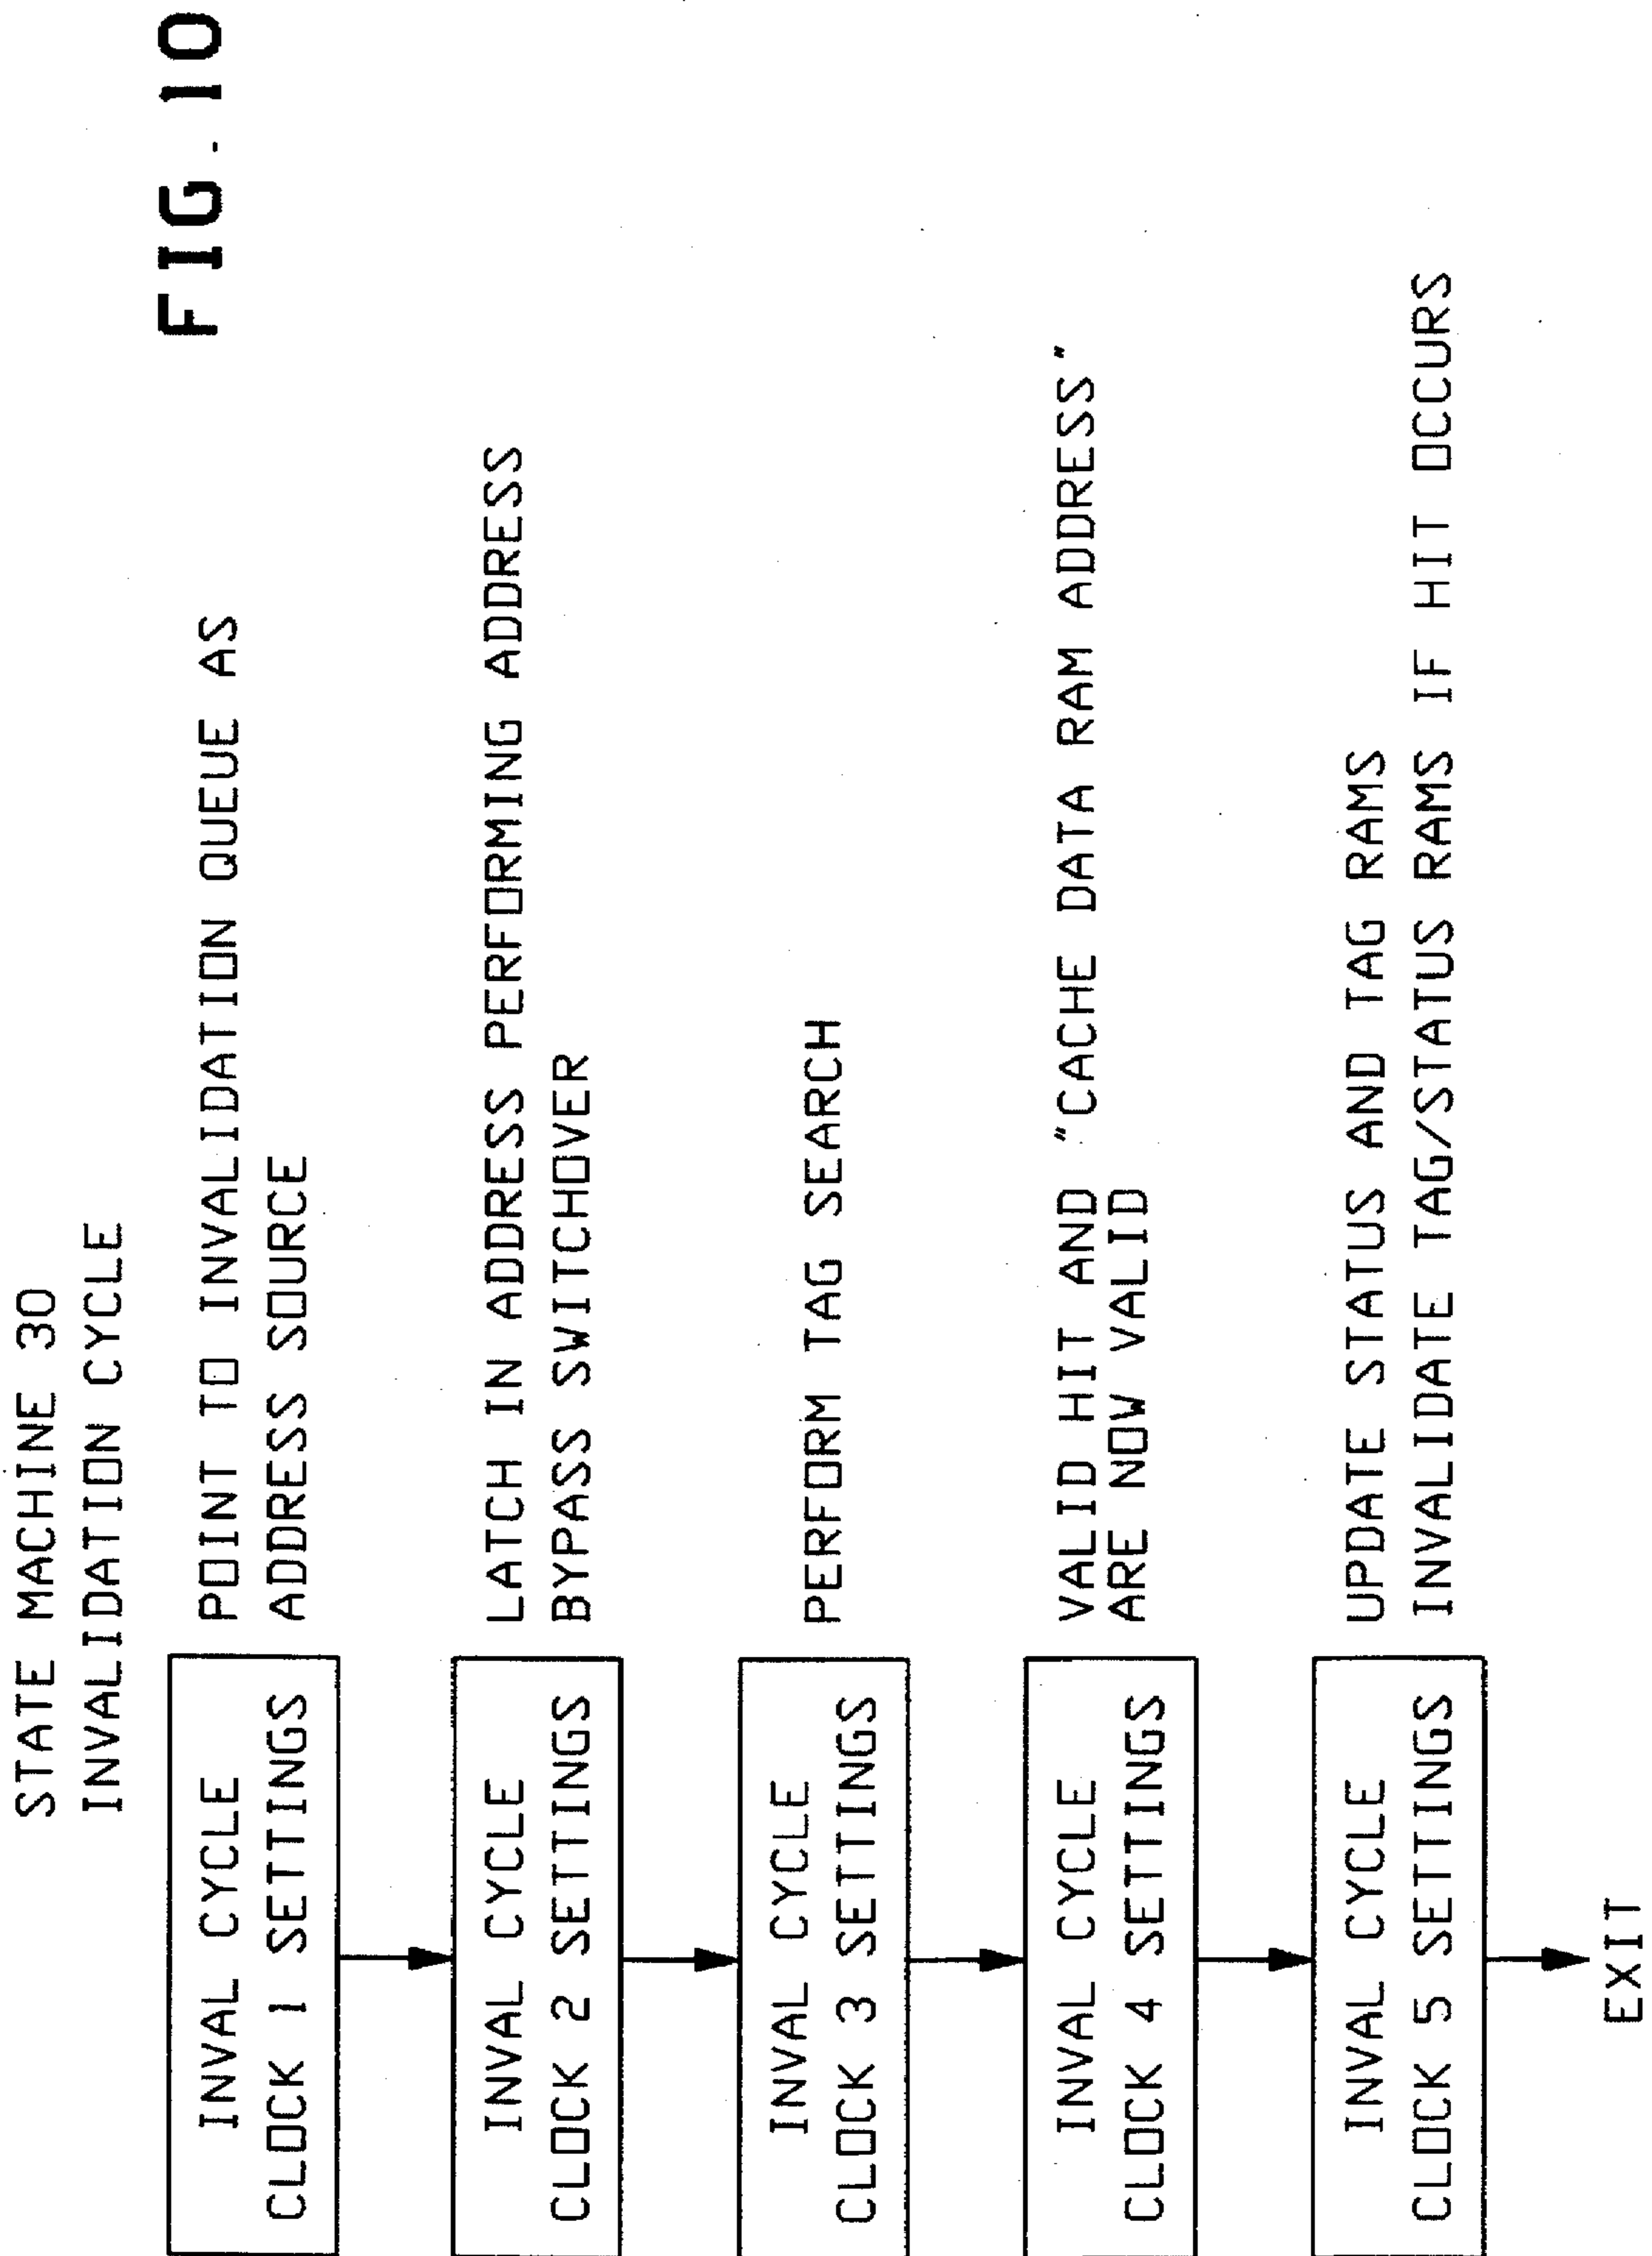 STATE MACHINE 30
INVALIDATION CYCLE
FIG. 10
INVAL CYCLE
CLOCK 1 SETTINGS
POINT TO INVALIDATION QUEUE AS
ADDRESS SOURCE
INVAL CYCLE
CLOCK 2 SETTINGS
LATCH IN ADDRESS PERFORMING ADDRESS
BYPASS SWITCHOVER
INVAL CYCLE
CLOCK 3 SETTINGS
PERFORM TAG SEARCH
INVAL CYCLE
CLOCK 4 SETTINGS
VALID HIT AND "CACHE DATA RAM ADDRESS"
ARE NOW VALID
INVAL CYCLE
CLOCK 5 SETTINGS
UPDATE STATUS AND TAG RAMS
INVALIDATE TAG/STATUS RAMS IF HIT OCCURS
EXIT